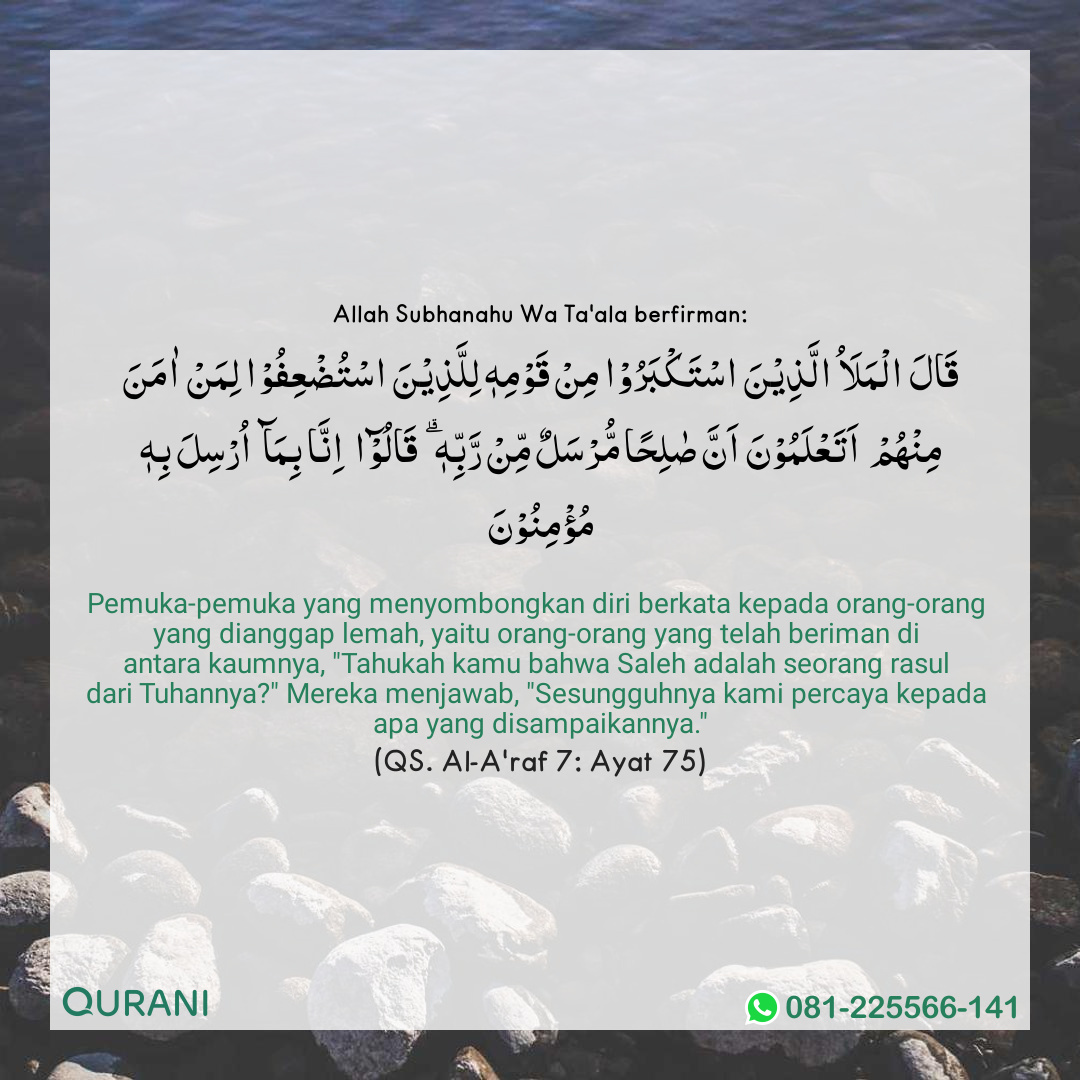 Allah Subhanahu Wa Ta'ala berfirman:
قَالَ الْمَلَاُ الَّذِيْنَ اسْتَكْبَرُوْا مِنْ قَوْمِهٖ لِلَّذِيْنَ اسْتُضْعِفُوْا لِمَنْ اٰمَنَ
مِنْهُمْ اَتَعْلَمُوْنَ اَنَّ صٰلِحًا مُّرْسَلٌ مِّنْ رَّبِّهٖ ۗ قَالُوْٓا اِنَّا بِمَآ اُرْسِلَ بِهٖ
مُؤْمِنُوْنَ
Pemuka-pemuka yang menyombongkan diri berkata kepada orang-orang
yang dianggap lemah, yaitu orang-orang yang telah beriman di
antara kaumnya, "Tahukah kamu bahwa Saleh adalah seorang rasul
dari Tuhannya?" Mereka menjawab, "Sesungguhnya kami percaya kepada
apa yang disampaikannya."
(QS. Al-A'raf 7: Ayat 75)
QURANI
081-225566-141